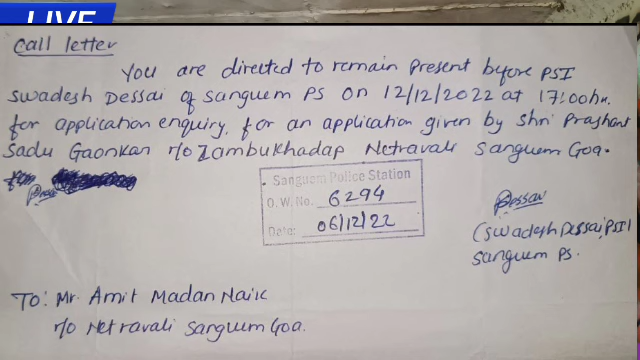 LIVE
Call letter
You are directed to remain present before PSI
Swadesh Dessai of Sanguem PS on 12/12/2022 at 17:00hr.
for application enquiry, for an application given by Shri Prashant
Sadu Gaonkar r/o Zambukhadap Netravali Sanguem Goa.
Sanguem Police Station
O.W. No. 6294
Date: 06/12/22
Dessai
(Swadesh Dessai, PSI)
Sanguem PS.
To: Mr. Amit Madan Naik
r/o Netravali Sanguem Goa.